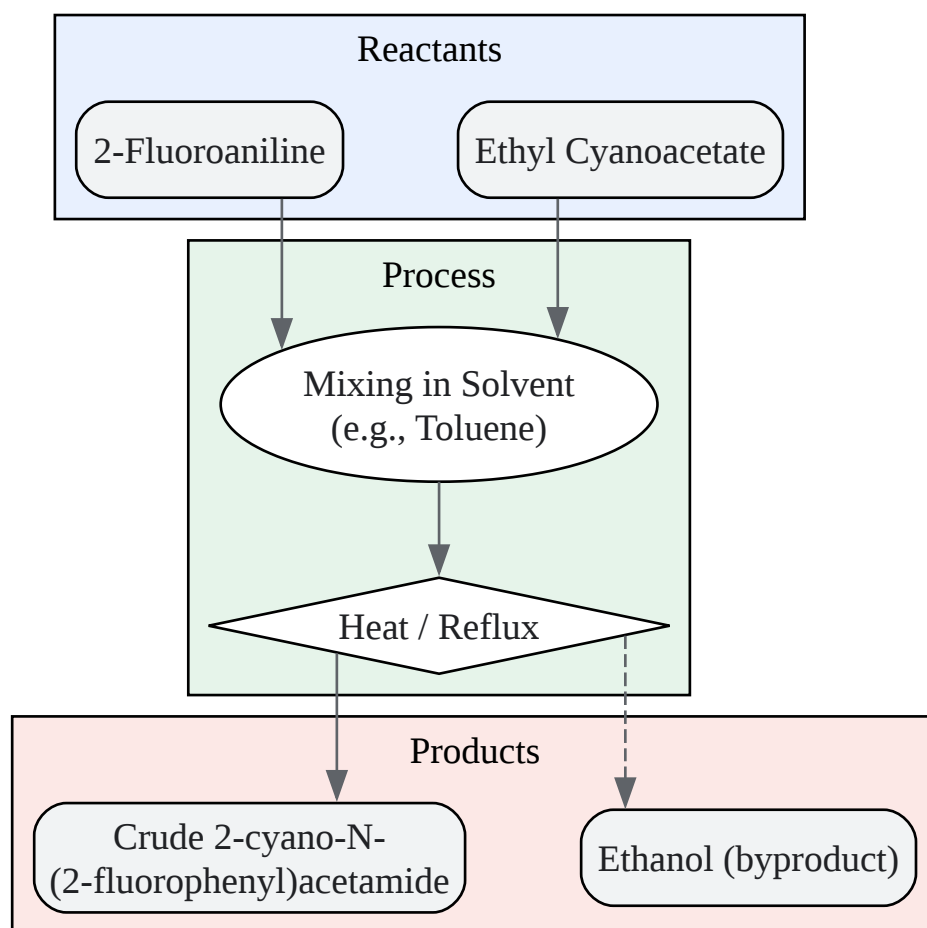 Reactants
2-Fluoroaniline
Ethyl Cyanoacetate
Process
Mixing in Solvent
(e.g., Toluene)
Heat / Reflux
Products
Crude 2-cyano-N-
(2-fluorophenyl)acetamide
Ethanol (byproduct)